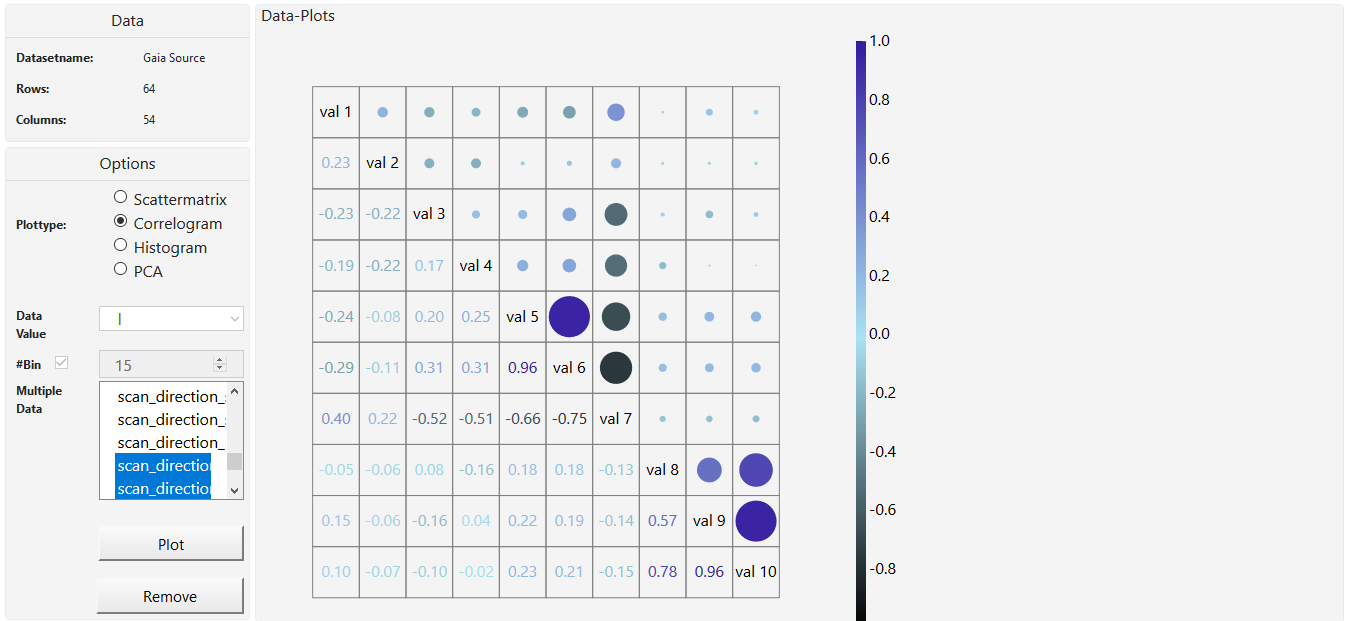 Data
Datasetname: Gaia Source
Rows: 64
Columns: 54
Options
Plottype:
Scattermatrix
Correlogram
Histogram
PCA
Data Value
#Bin 15
Multiple Data
scan_direction_
scan_direction_
scan_direction_
scan_direction
scan_direction
Plot
Remove
Data-Plots
val 1
0.23 val 2
-0.23 -0.22 val 3
-0.19 -0.22 0.17 val 4
-0.24 -0.08 0.20 0.25 val 5
-0.29 -0.11 0.31 0.31 0.96 val 6
0.40 0.22 -0.52 -0.51 -0.66 -0.75 val 7
-0.05 -0.06 0.08 -0.16 0.18 0.18 -0.13 val 8
0.15 -0.06 -0.16 0.04 0.22 0.19 -0.14 0.57 val 9
0.10 -0.07 -0.10 -0.02 0.23 0.21 -0.15 0.78 0.96 val 10
1.0
0.8
0.6
0.4
0.2
0.0
-0.2
-0.4
-0.6
-0.8